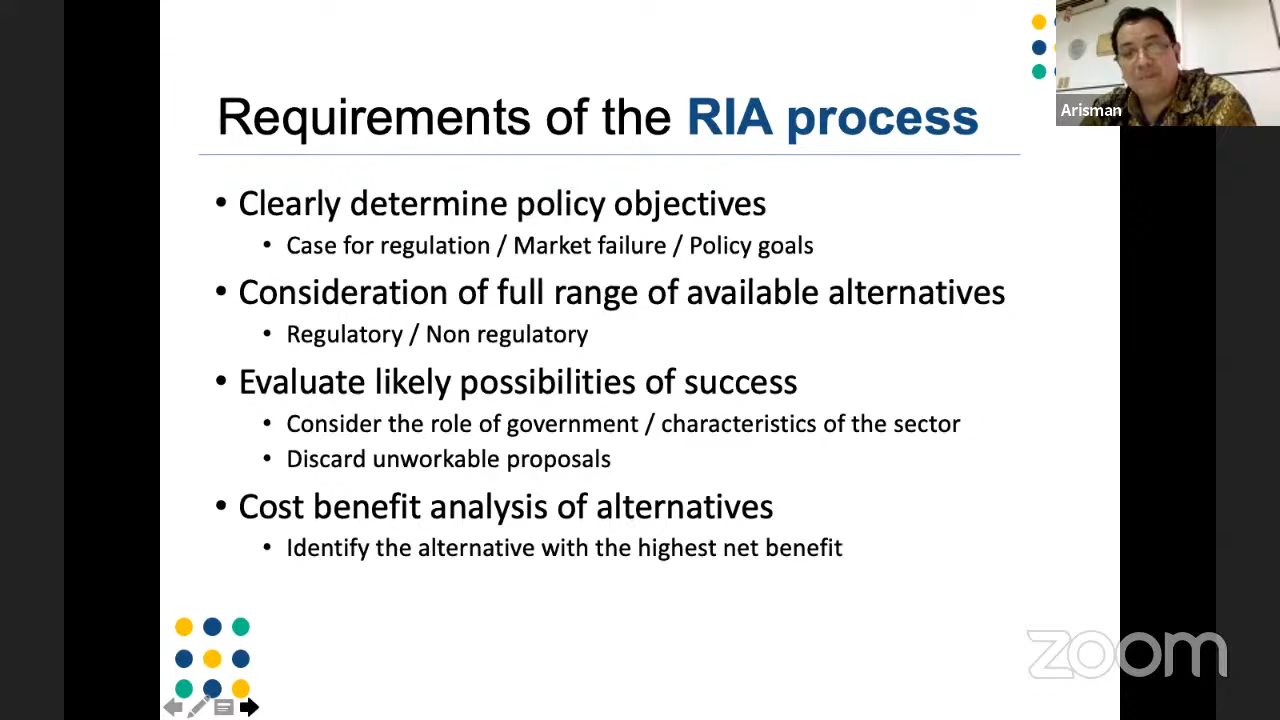 Requirements of the RIA process
Arisman
• Clearly determine policy objectives
• Case for regulation / Market failure / Policy goals
• Consideration of full range of available alternatives
• Regulatory / Non regulatory
• Evaluate likely possibilities of success
• Consider the role of government / characteristics of the sector
• Discard unworkable proposals
• Cost benefit analysis of alternatives
• Identify the alternative with the highest net benefit
zoom